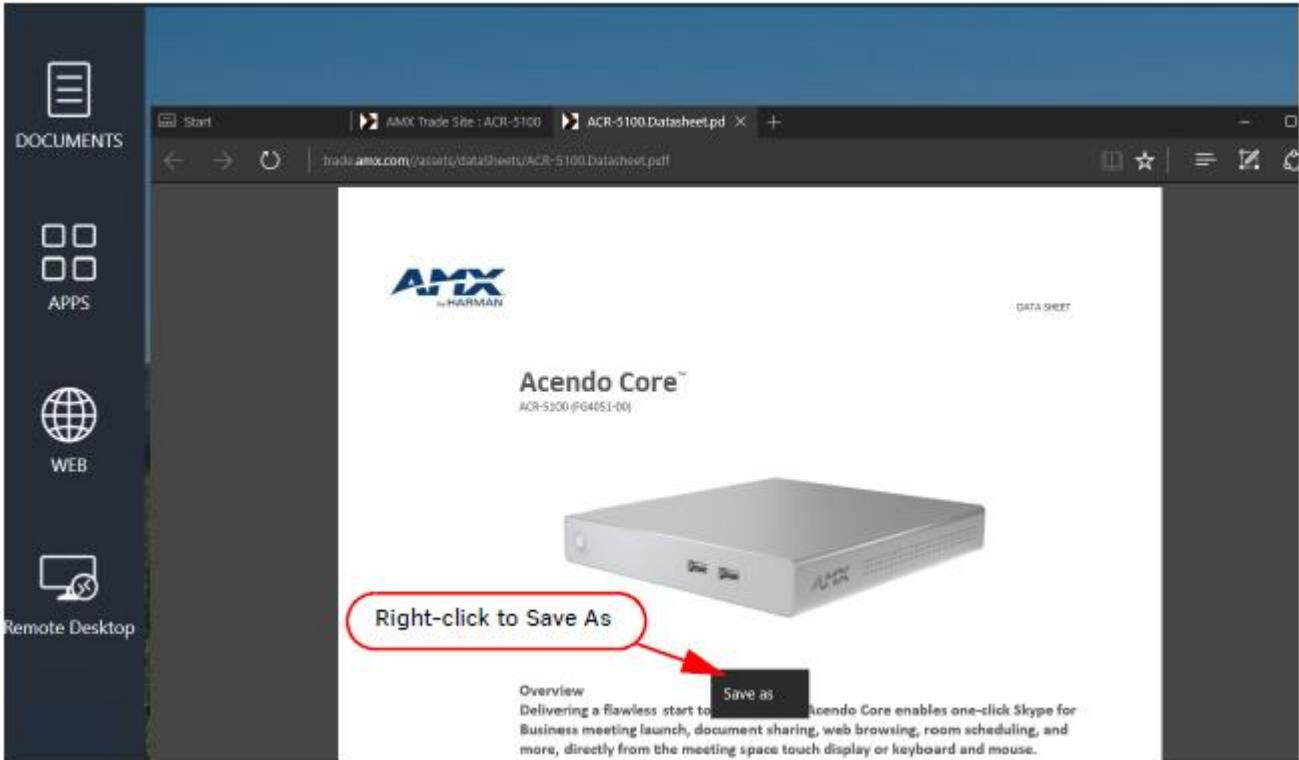 DOCUMENTS
APPS
WEB
Remote Desktop
Start
AMX Trade Site : ACR-5100
ACR-5100.Datasheet.pd
trade.amx.com//assets/dataSheets/ACR-5100.Datasheet.pdf
AMX
by HARMAN
DATA SHEET
Acendo Core™
ACR-5100 (FG4051-00)
AMX
Right-click to Save As
Save as
Overview
Delivering a flawless start to Acendo Core enables one-click Skype for
Business meeting launch, document sharing, web browsing, room scheduling, and
more, directly from the meeting space touch display or keyboard and mouse.